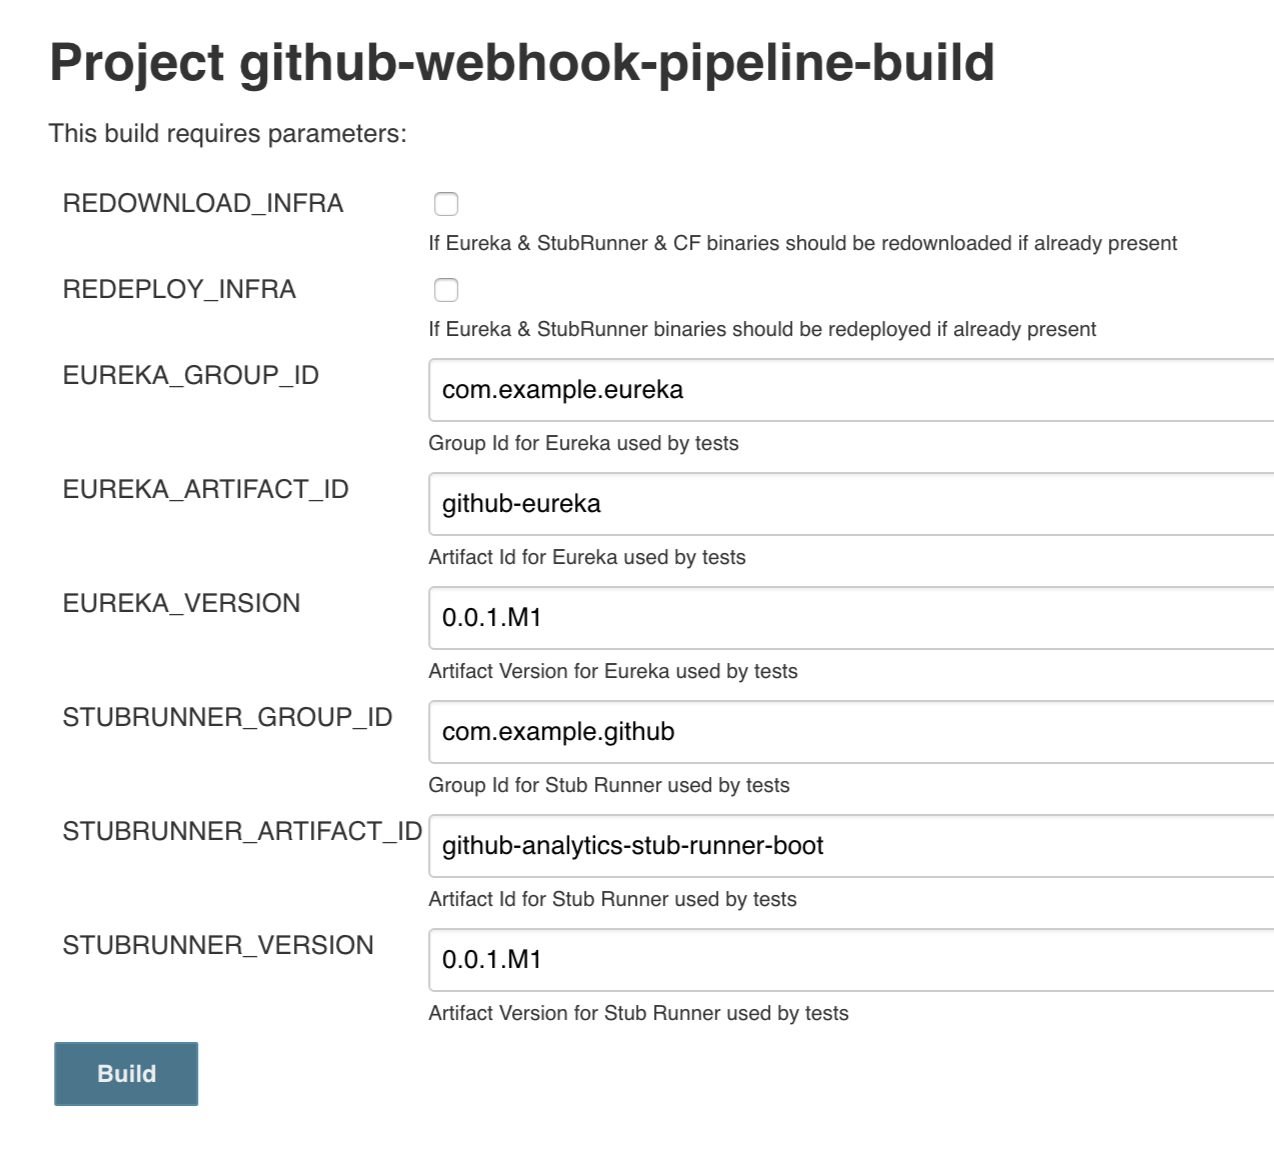 Project github-webhook-pipeline-build
This build requires parameters:
REDOWNLOAD_INFRA
If Eureka & StubRunner & CF binaries should be redownloaded if already present
REDEPLOY_INFRA
If Eureka & StubRunner binaries should be redeployed if already present
EUREKA_GROUP_ID
com.example.eureka
Group Id for Eureka used by tests
EUREKA_ARTIFACT_ID
github-eureka
Artifact Id for Eureka used by tests
EUREKA_VERSION
0.0.1.M1
Artifact Version for Eureka used by tests
STUBRUNNER_GROUP_ID
com.example.github
Group Id for Stub Runner used by tests
STUBRUNNER_ARTIFACT_ID
github-analytics-stub-runner-boot
Artifact Id for Stub Runner used by tests
STUBRUNNER_VERSION
0.0.1.M1
Artifact Version for Stub Runner used by tests
Build